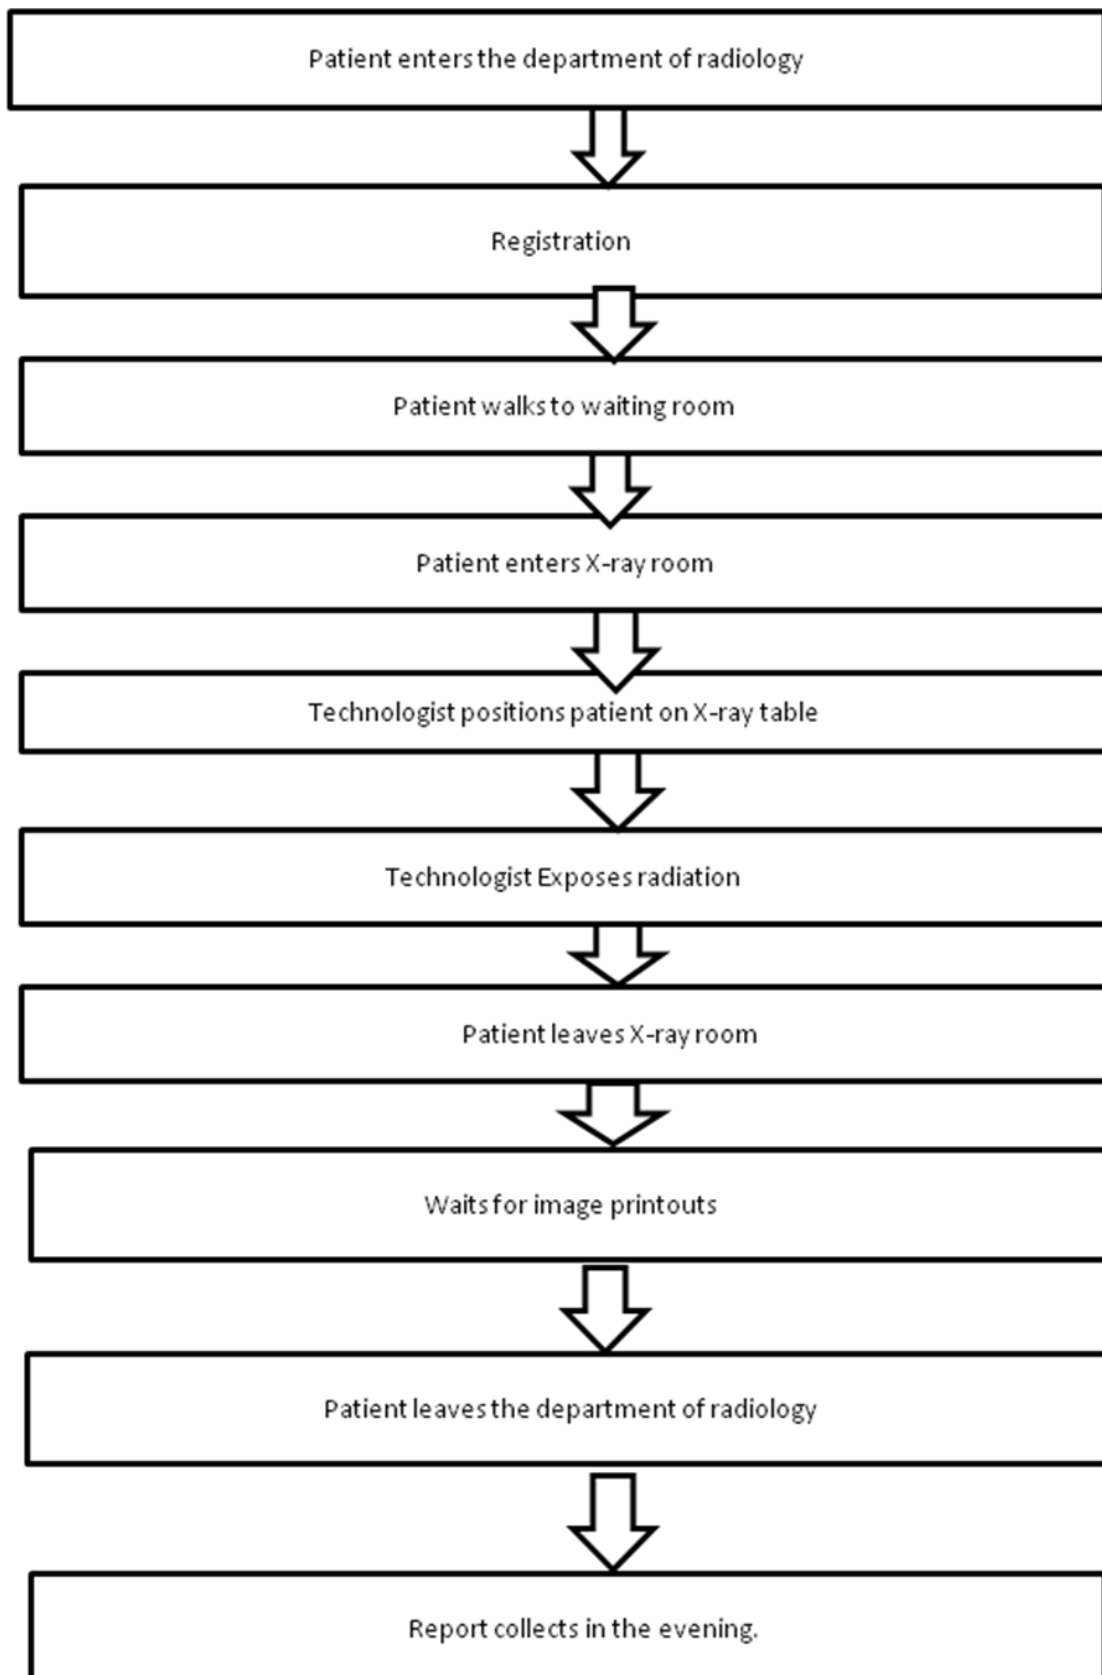 Patient enters the department of radiology
Registration
Patient walks to waiting room
Patient enters X-ray room
Technologist positions patient on X-ray table
Technologist Exposes radiation
Patient leaves X-ray room
Waits for image printouts
Patient leaves the department of radiology
Report collects in the evening.